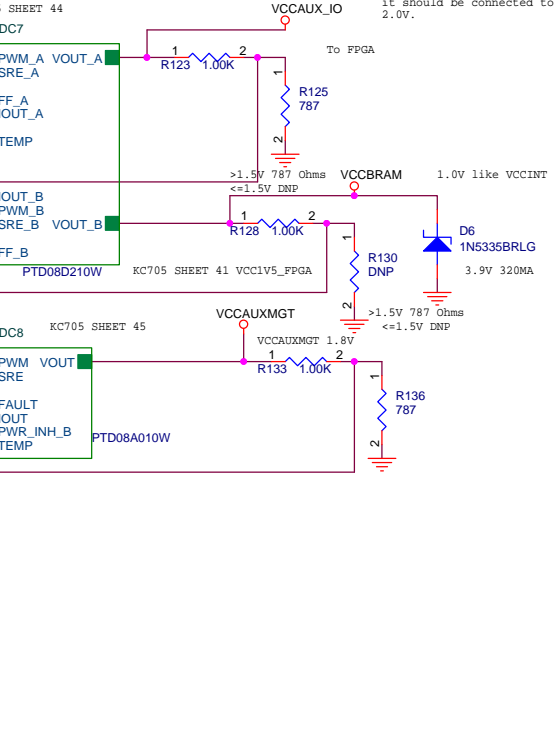 SHEET 44
VCCAUX_IO
it should be connected to
2.0V.
DC7
PWM_A VOUT_A
SRE_A
1 2
R123 1.00K
To FPGA
FF_A
IOUT_A
1
R125
787
2
TEMP
>1.5V 787 Ohms
<=1.5V DNP
VCCBRAM
1.0V like VCCINT
IOUT_B
PWM_B
SRE_B VOUT_B
1 2
R128 1.00K
FF_B
PTD08D210W
KC705 SHEET 41 VCC1V5_FPGA
1
R130
DNP
2
D6
1N5335BRLG
3.9V 320MA
>1.5V 787 Ohms
<=1.5V DNP
VCCAUXMGT
DC8
KC705 SHEET 45
VCCAUXMGT 1.8V
PWM VOUT
SRE
1 2
R133 1.00K
FAULT
IOUT
PWR_INH_B
TEMP
PTD08A010W
1
R136
787
2